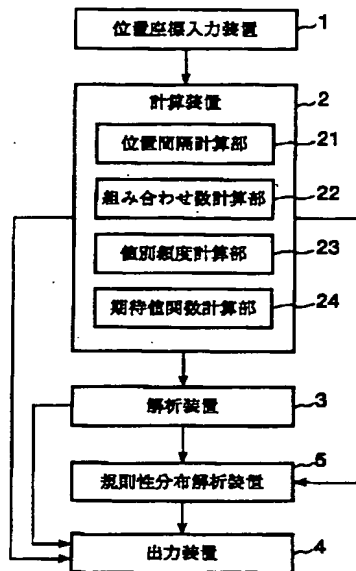 位置座標入力装置 1
計算装置 2
位置間隔計算部 21
組み合わせ数計算部 22
値別頻度計算部 23
期待値関数計算部 24
解析装置 3
規則性分布解析装置 5
出力装置 4